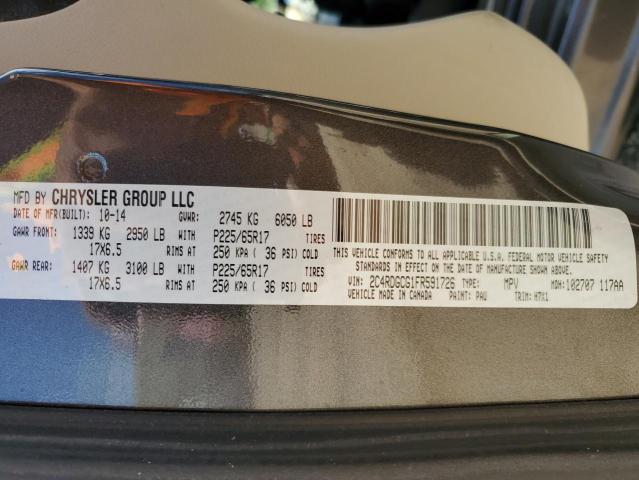 MFD BY CHRYSLER GROUP LLC
DATE OF MFR(BUILT): 10-14 GVWR: 2745 KG 6050 LB
GAWR FRONT: 1339 KG 2950 LB WITH P225/65R17 TIRES
17X6.5 RIMS AT 250 KPA ( 36 PSI) COLD
GAWR REAR: 1407 KG 3100 LB WITH P225/65R17 TIRES
17X6.5 RIMS AT 250 KPA ( 36 PSI) COLD
THIS VEHICLE CONFORMS TO ALL APPLICABLE U.S.A. FEDERAL MOTOR VEHICLE SAFETY
STANDARDS IN EFFECT ON THE DATE OF MANUFACTURE SHOWN ABOVE.
VIN: 2C4RDGCG1FR591726 TYPE: MPV MDH: 102707 117AA
VEHICLE MADE IN CANADA PAINT: PAU TRIM: H7X1